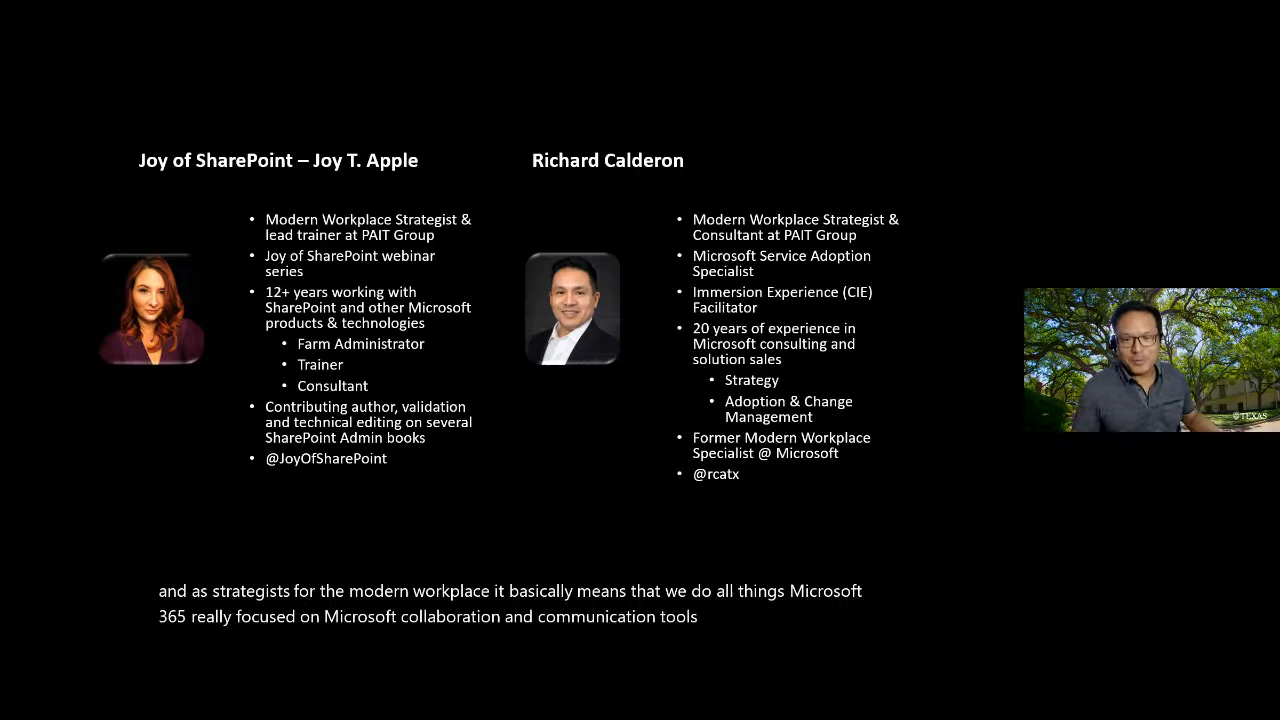 Joy of SharePoint – Joy T. Apple
• Modern Workplace Strategist &
lead trainer at PAIT Group
• Joy of SharePoint webinar
series
• 12+ years working with
SharePoint and other Microsoft
products & technologies
• Farm Administrator
• Trainer
• Consultant
• Contributing author, validation
and technical editing on several
SharePoint Admin books
• @JoyOfSharePoint
Richard Calderon
• Modern Workplace Strategist &
Consultant at PAIT Group
• Microsoft Service Adoption
Specialist
• Immersion Experience (CIE)
Facilitator
• 20 years of experience in
Microsoft consulting and
solution sales
• Strategy
• Adoption & Change
Management
• Former Modern Workplace
Specialist @ Microsoft
• @rcatx
TEXAS
and as strategists for the modern workplace it basically means that we do all things Microsoft
365 really focused on Microsoft collaboration and communication tools